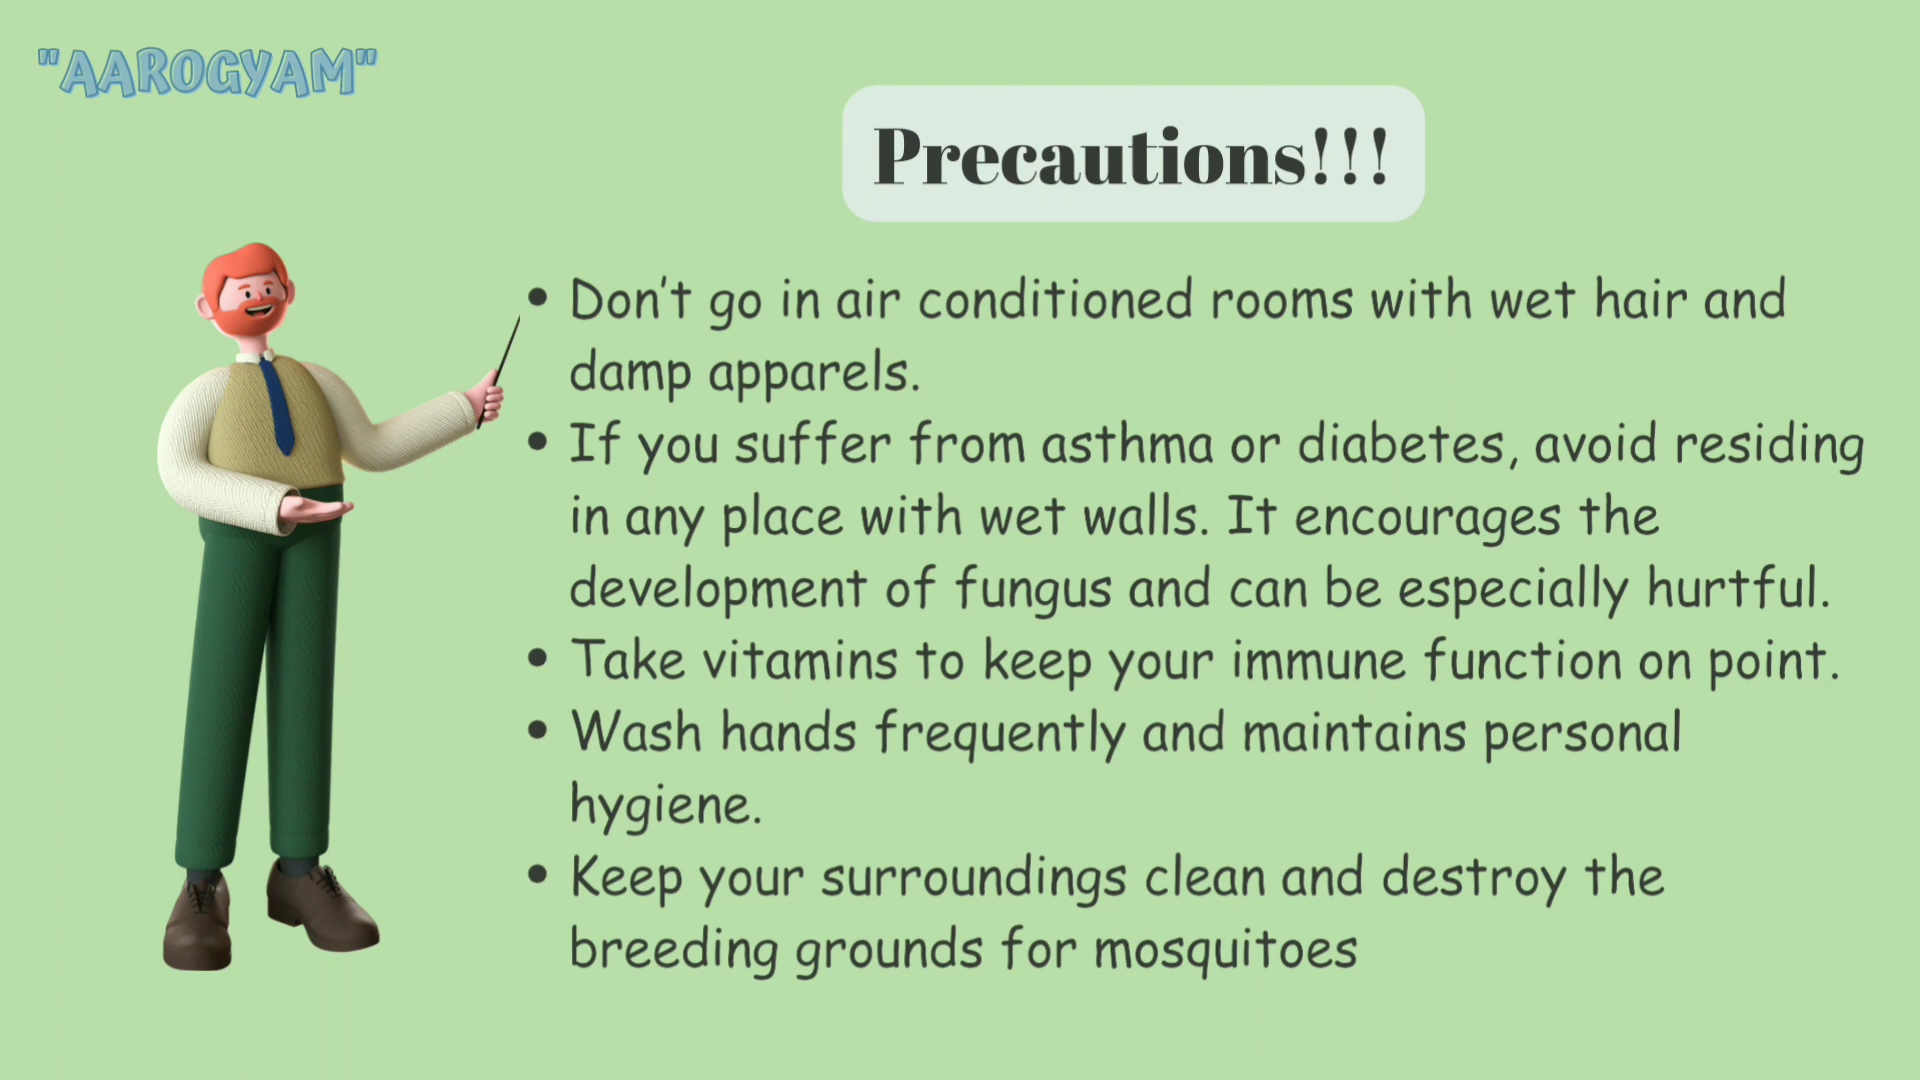 "AAROGYAM"
Precautions!!!
• Don't go in air conditioned rooms with wet hair and
damp apparels.
• If you suffer from asthma or diabetes, avoid residing
in any place with wet walls. It encourages the
development of fungus and can be especially hurtful.
• Take vitamins to keep your immune function on point.
• Wash hands frequently and maintains personal
hygiene.
• Keep your surroundings clean and destroy the
breeding grounds for mosquitoes